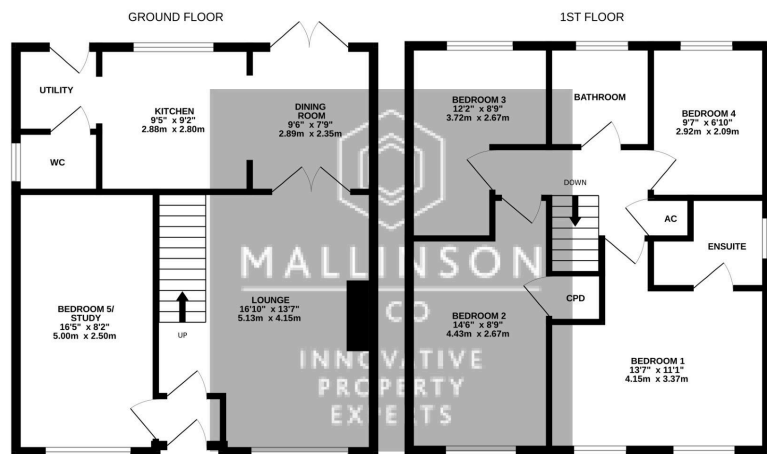 GROUND FLOOR
1ST FLOOR
UTILITY
KITCHEN
9'5" x 9'2"
2.88m x 2.80m
DINING
ROOM
9'6" x 7'9"
2.89m x 2.35m
WC
BEDROOM 5/
STUDY
16'5" x 8'2"
5.00m x 2.50m
UP
LOUNGE
16'10" x 13'7"
5.13m x 4.15m
BEDROOM 3
12'2" x 8'9"
3.72m x 2.67m
BATHROOM
BEDROOM 4
9'7" x 6'10"
2.92m x 2.09m
DOWN
AC
ENSUITE
CPD
BEDROOM 2
14'6" x 8'9"
4.43m x 2.67m
BEDROOM 1
13'7" x 11'1"
4.15m x 3.37m
MALLINSON
CO
INNOVATIVE
PROPERTY
EXPERTS